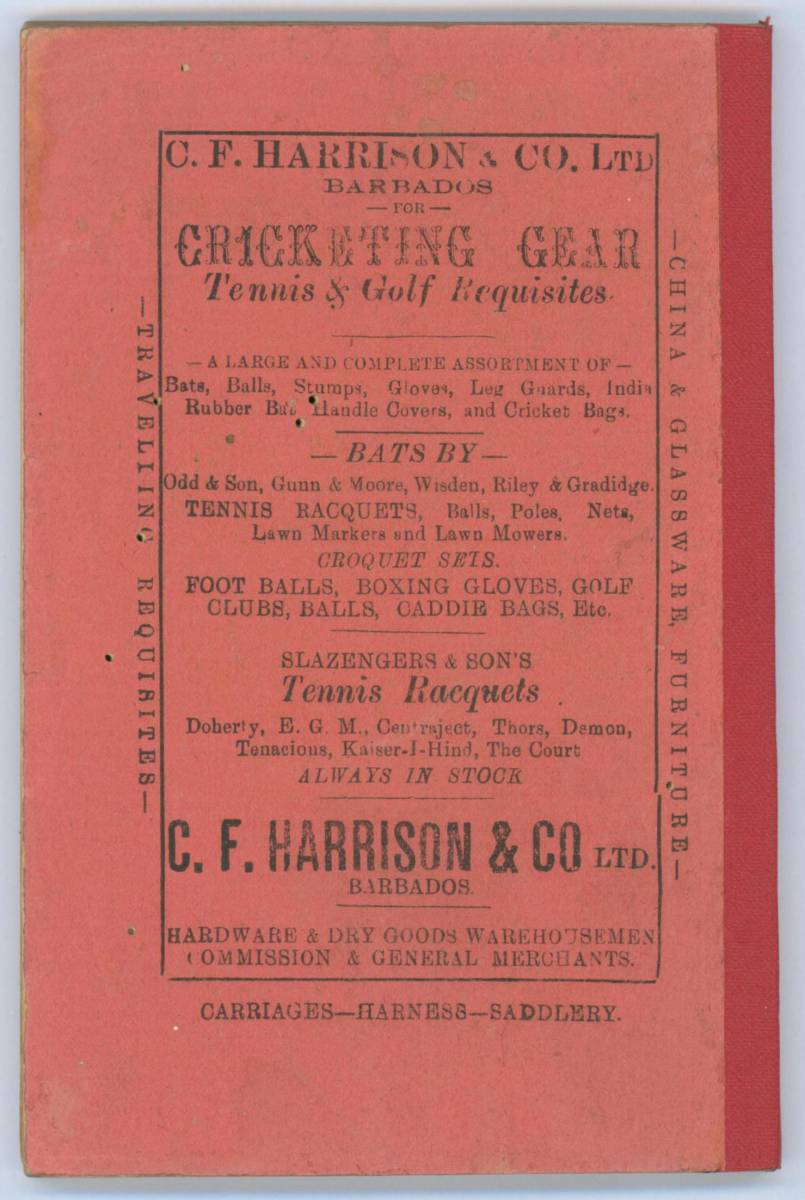 C. F. HARRISON & CO. LTD
BARBADOS
— FOR —
CRICKETING GEAR
Tennis & Golf Requisites.
— A LARGE AND COMPLETE ASSORTMENT OF —
Bats, Balls, Stumps, Gloves, Leg Guards, India
Rubber Bat Handle Covers, and Cricket Bags.
— BATS BY —
Odd & Son, Gunn & Moore, Wisden, Riley & Gradidge.
TENNIS RACQUETS, Balls, Poles, Nets,
Lawn Markers and Lawn Mowers.
CROQUET SETS.
FOOT BALLS, BOXING GLOVES, GOLF
CLUBS, BALLS, CADDIE BAGS, Etc.
SLAZENGERS & SON'S
Tennis Racquets
Doherty, E. G. M., Centraject, Thors, Demon,
Tenacious, Kaiser-I-Hind, The Court
ALWAYS IN STOCK
C. F. HARRISON & CO LTD.
BARBADOS.
HARDWARE & DRY GOODS WAREHOUSEMEN
COMMISSION & GENERAL MERCHANTS.
CARRIAGES—HARNESS—SADDLERY.
—TRAVELIING REQUISITES—
—CHINA & GLASSWARE, FURNITURE—